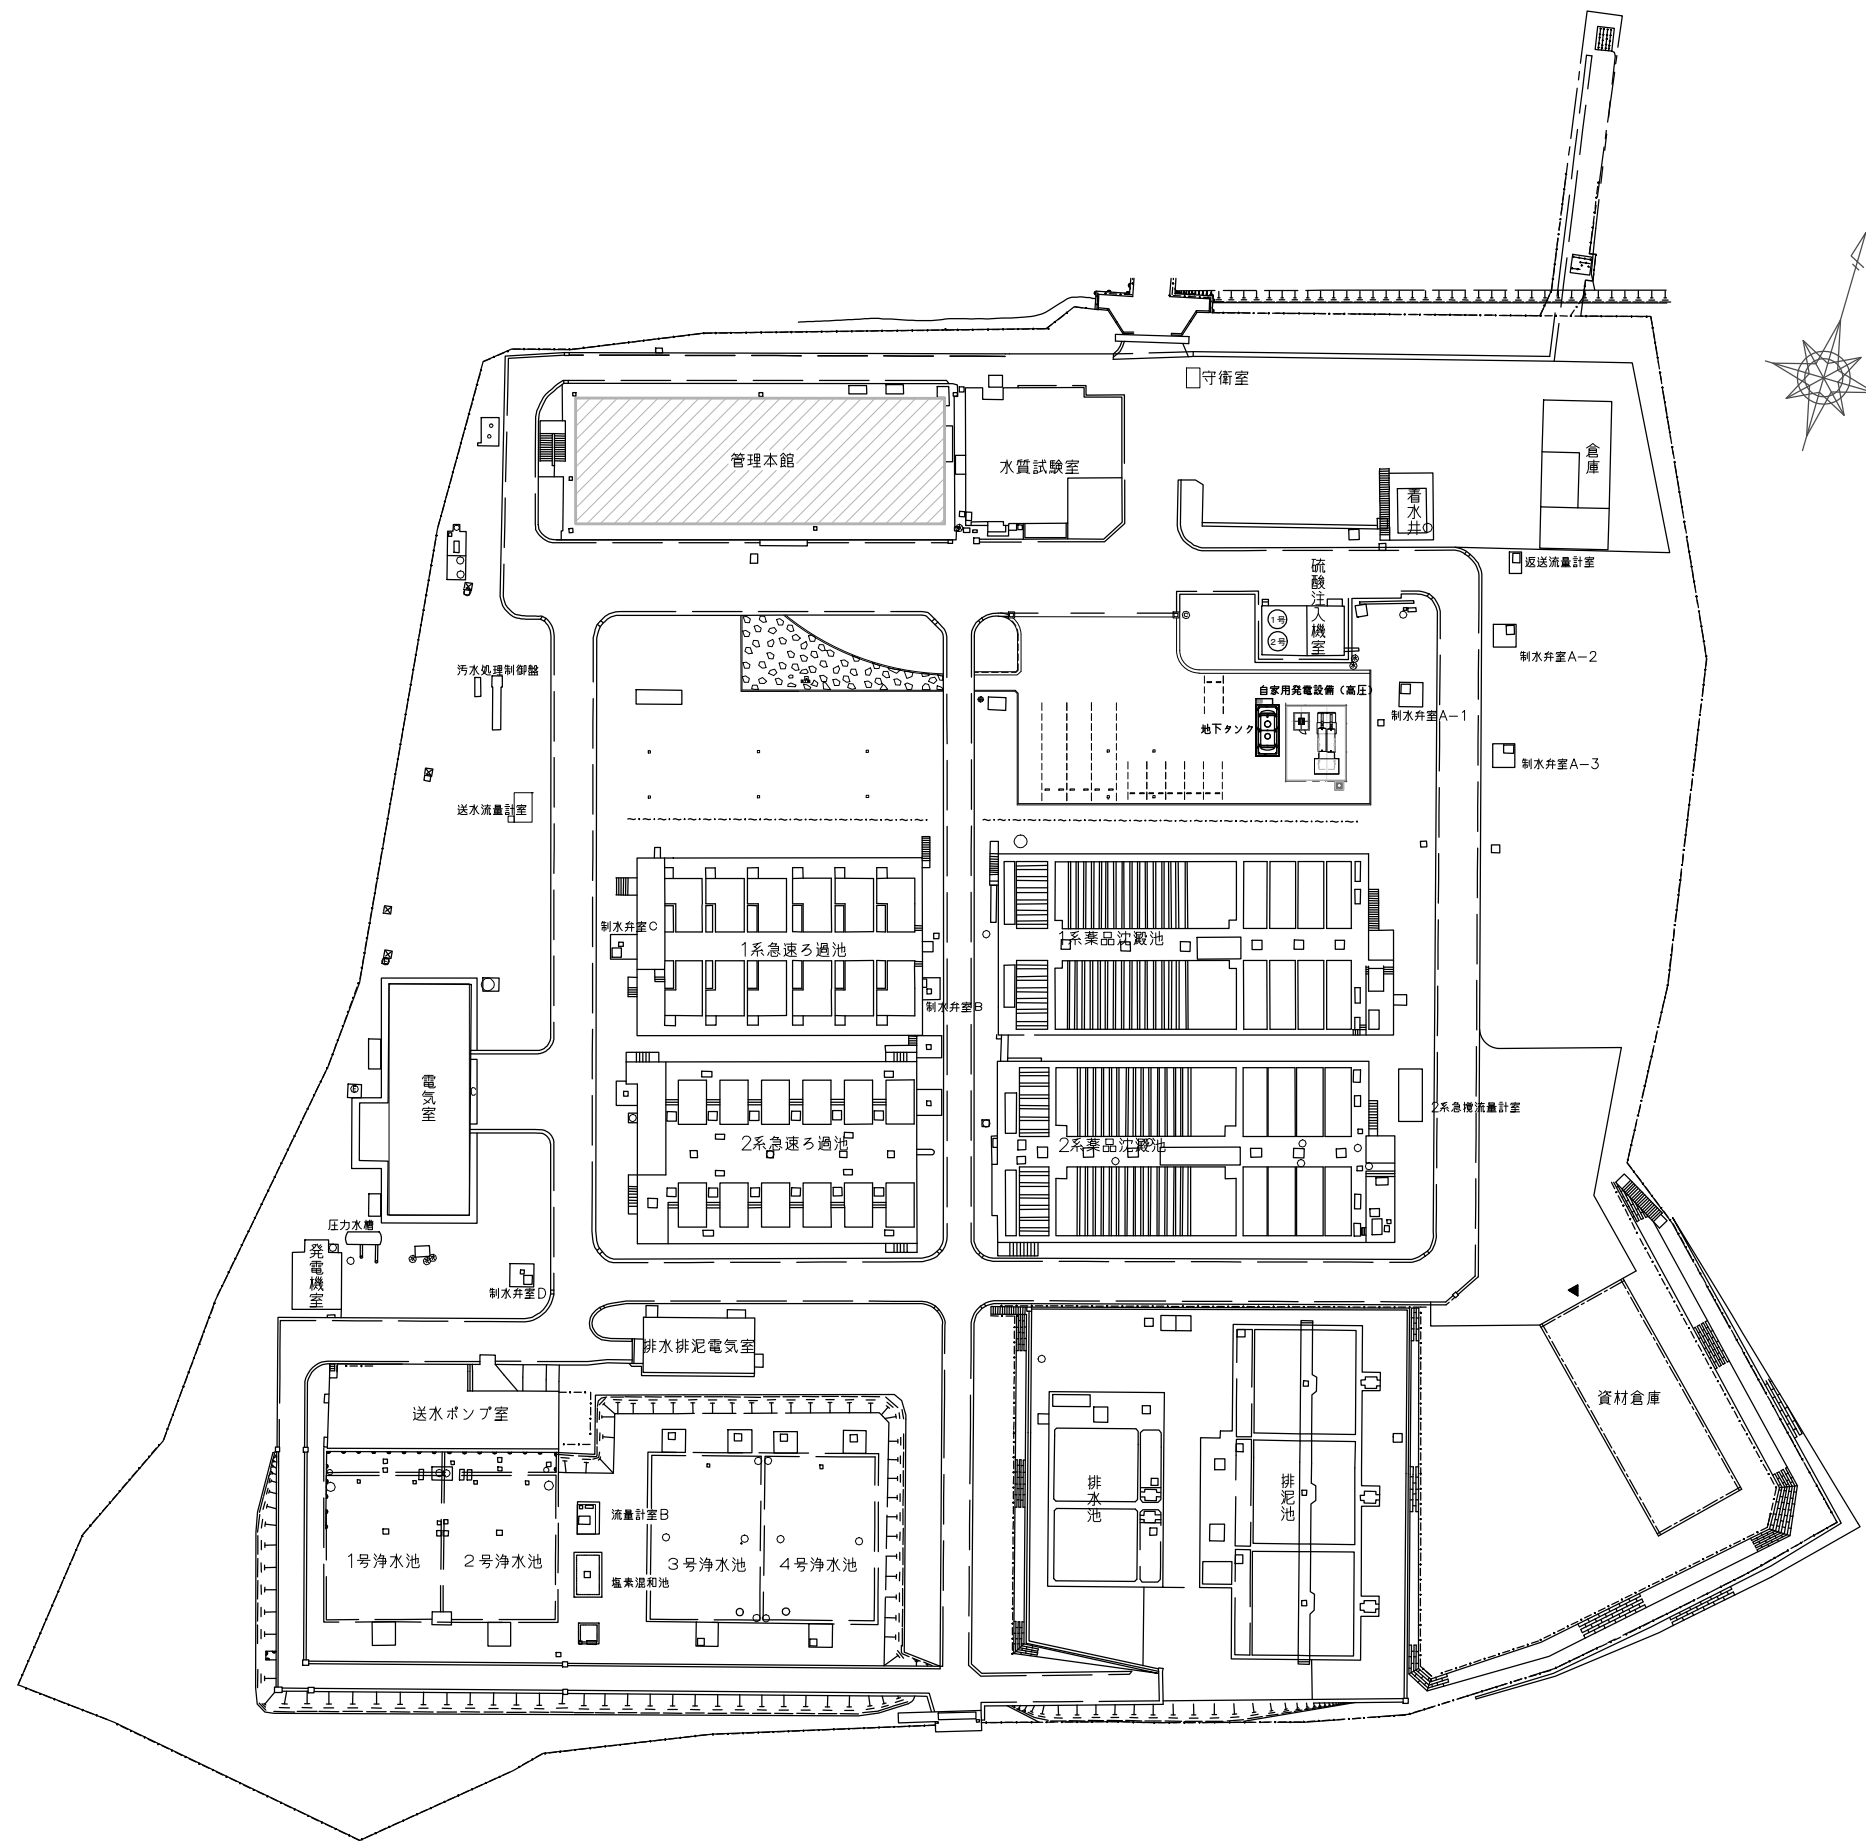 守衛室
管理本館
水質試験室
倉庫
着水井
返送流量計室
硫酸注入機室
1号
2号
制水弁室A-2
汚水処理制御盤
自家用発電設備(高圧)
制水弁室A-1
地下タンク
制水弁室A-3
送水流量計室
制水弁室C
1系急速ろ過池
1系薬品沈澱池
制水弁室B
電気室
2系急攪流量計室
2系急速ろ過池
2系薬品沈澱池
圧力水槽
発電機室
制水弁室D
排水排泥電気室
資材倉庫
送水ポンプ室
排水池
排泥池
流量計室B
1号浄水池
2号浄水池
3号浄水池
4号浄水池
塩素混和池